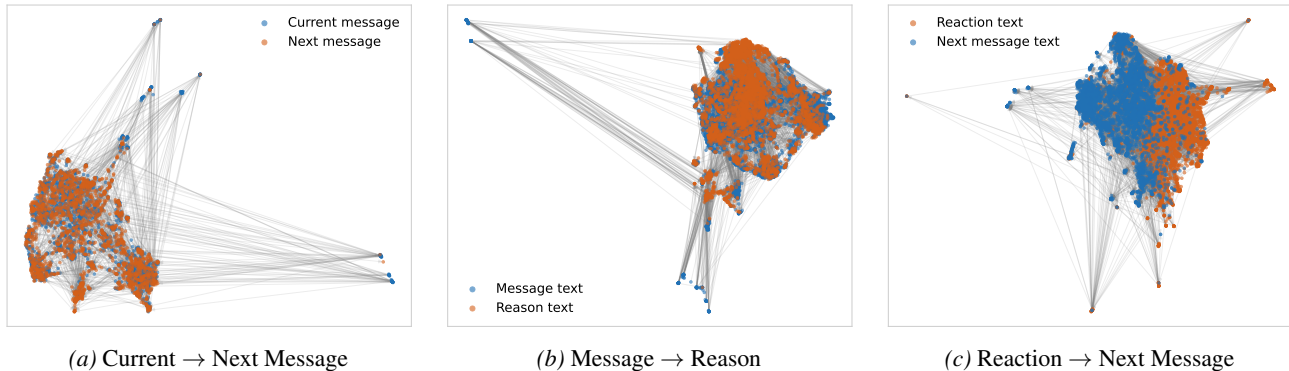 Current message
Next message
Message text
Reason text
Reaction text
Next message text
(a) Current → Next Message
(b) Message → Reason
(c) Reaction → Next Message